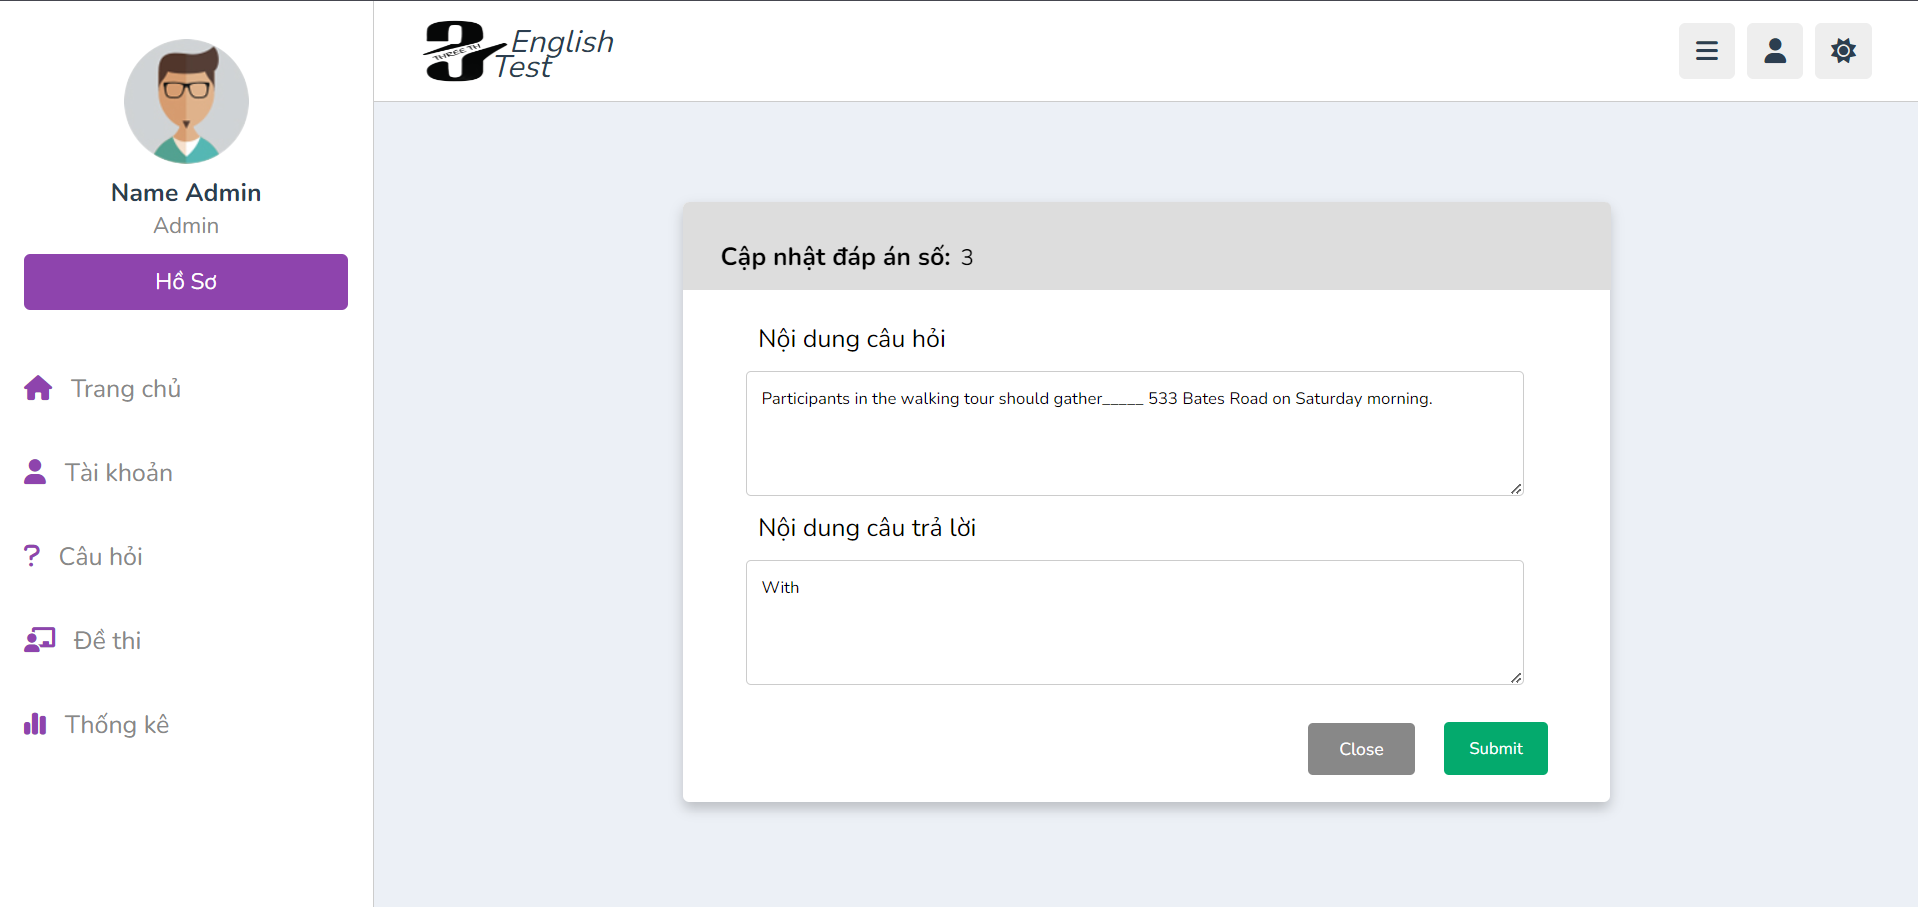 THREE TH
English
Test
Name Admin
Admin
Hồ Sơ
Trang chủ
Tài khoản
Câu hỏi
Đề thi
Thống kê
Cập nhật đáp án số: 3
Nội dung câu hỏi
Participants in the walking tour should gather_____ 533 Bates Road on Saturday morning.
Nội dung câu trả lời
With
Close
Submit